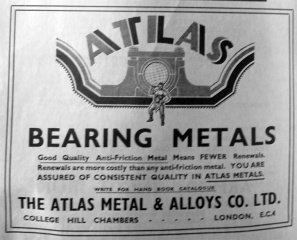 ATLAS
BEARING METALS
Good Quality Anti-Friction Metal Means FEWER Renewals.
Renewals are more costly than any anti-friction metal. YOU ARE
ASSURED OF CONSISTENT QUALITY IN ATLAS METALS.
WRITE FOR HAND BOOK CATALOGUE
THE ATLAS METAL & ALLOYS CO. LTD.
COLLEGE HILL CHAMBERS - - - - - LONDON, E.C.4